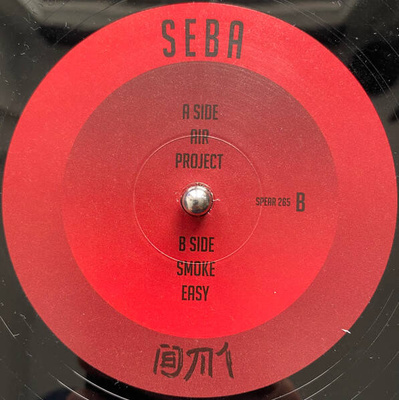 SEBA
A SIDE
AIR
PROJECT
SPEAR 265 B
B SIDE
SMOKE
EASY